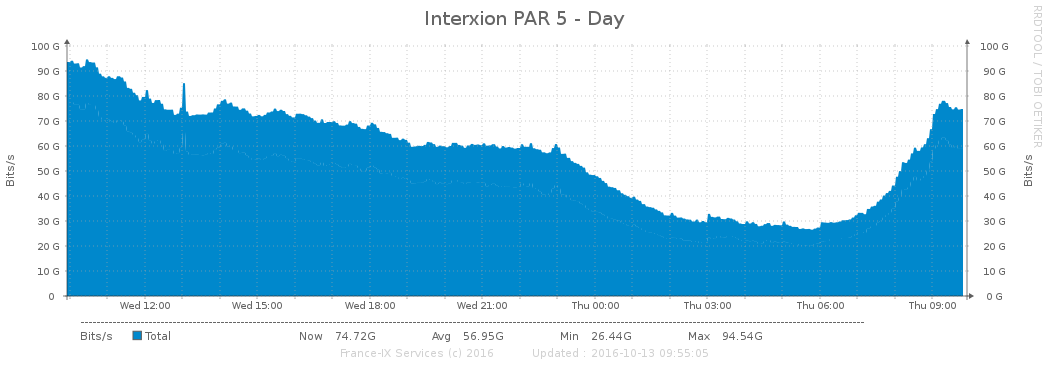 Interxion PAR 5 - Day
RRDTOOL / TOBI OETIKER
Bits/s
100 G 100 G
90 G 90 G
80 G 80 G
70 G 70 G
60 G 60 G
50 G 50 G
40 G 40 G
30 G 30 G
20 G 20 G
10 G 10 G
0 0 G
Bits/s
Wed 12:00 Wed 15:00 Wed 18:00 Wed 21:00 Thu 00:00 Thu 03:00 Thu 06:00 Thu 09:00
Bits/s Total Now 74.72G Avg 56.95G Min 26.44G Max 94.54G
France-IX Services (c) 2016 Updated : 2016-10-13 09:55:05